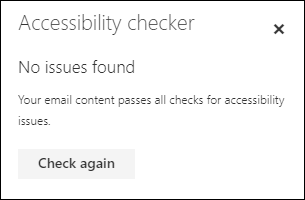 Accessibility checker
No issues found
Your email content passes all checks for accessibility
issues.
Check again